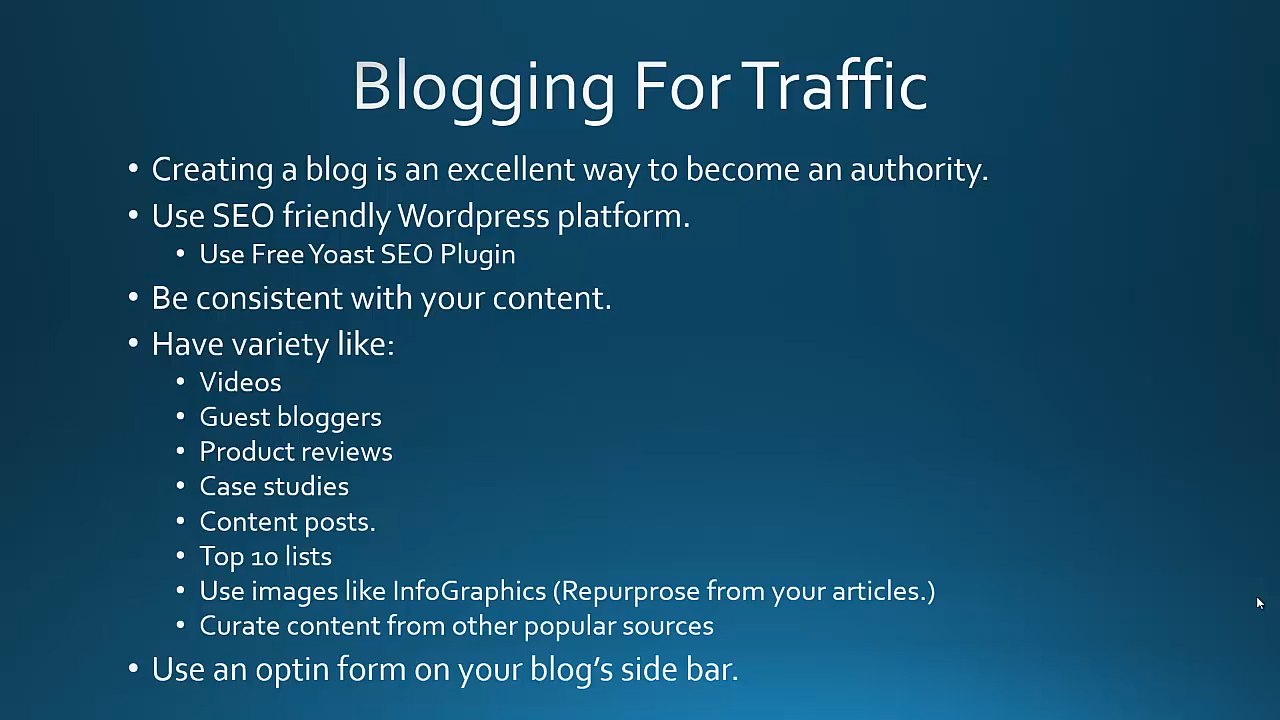 Blogging For Traffic
• Creating a blog is an excellent way to become an authority.
• Use SEO friendly Wordpress platform.
• Use Free Yoast SEO Plugin
• Be consistent with your content.
• Have variety like:
• Videos
• Guest bloggers
• Product reviews
• Case studies
• Content posts.
• Top 10 lists
• Use images like InfoGraphics (Repurprose from your articles.)
• Curate content from other popular sources
• Use an optin form on your blog’s side bar.